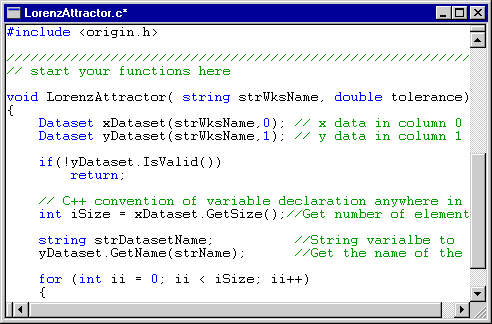 LorenzAttractor.c*
#include <origin.h>
//////////////////////////////////////////////////////////////
// start your functions here
void LorenzAttractor( string strWksName, double tolerance)
{
Dataset xDataset(strWksName,0); // x data in column 0
Dataset yDataset(strWksName,1); // y data in column 1
if(!yDataset.IsValid())
return;
// C++ convention of variable declaration anywhere in
int iSize = xDataset.GetSize();//Get number of element
string strDatasetName; //String varialbe to
yDataset.GetName(strName); //Get the name of the
for (int ii = 0; ii < iSize; ii++)
{